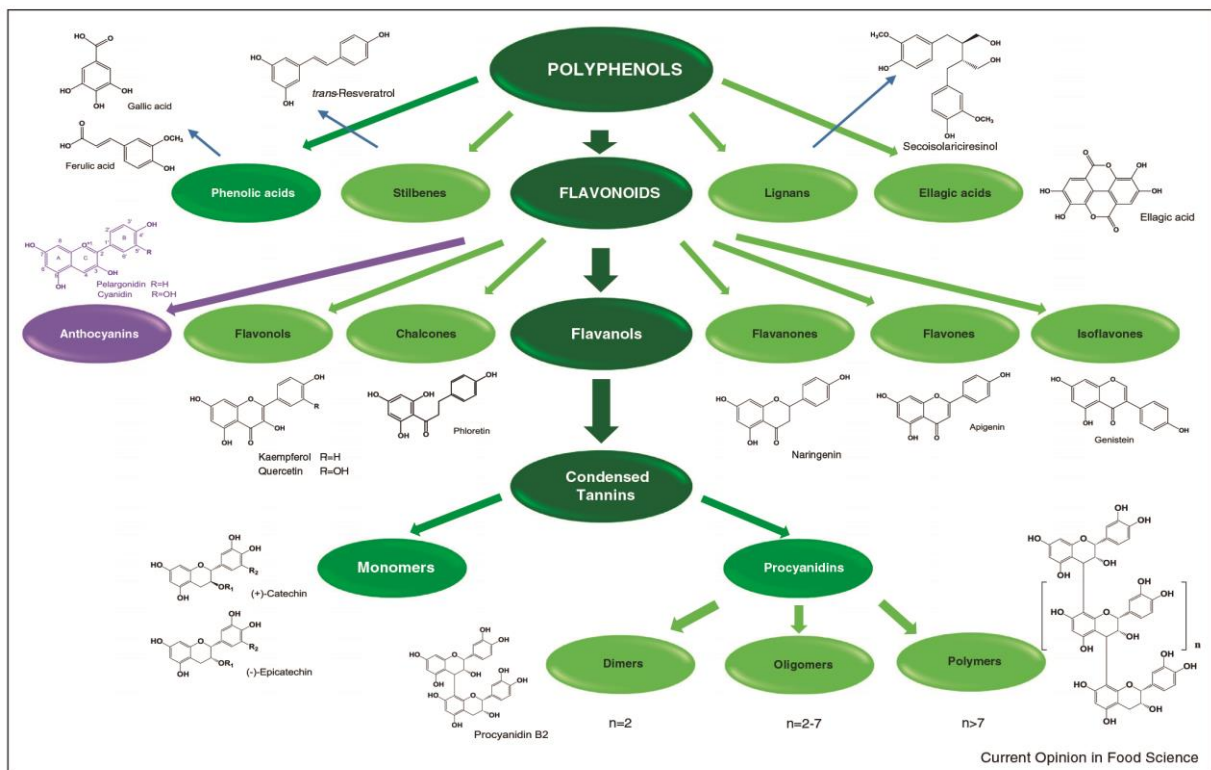 POLYPHENOLS
Gallic acid
trans-Resveratrol
Ferulic acid
Secoisolariciresinol
Phenolic acids
Stilbenes
FLAVONOIDS
Lignans
Ellagic acids
Ellagic acid
Pelargonidin R=H
Cyanidin R=OH
Anthocyanins
Flavonols
Chalcones
Flavanols
Flavanones
Flavones
Isoflavones
Phloretin
Naringenin
Apigenin
Genistein
Kaempferol R=H
Quercetin R=OH
Condensed
Tannins
Monomers
Procyanidins
(+)-Catechin
(-)-Epicatechin
Dimers
Oligomers
Polymers
n
n=2
n=2-7
n>7
Procyanidin B2
Current Opinion in Food Science